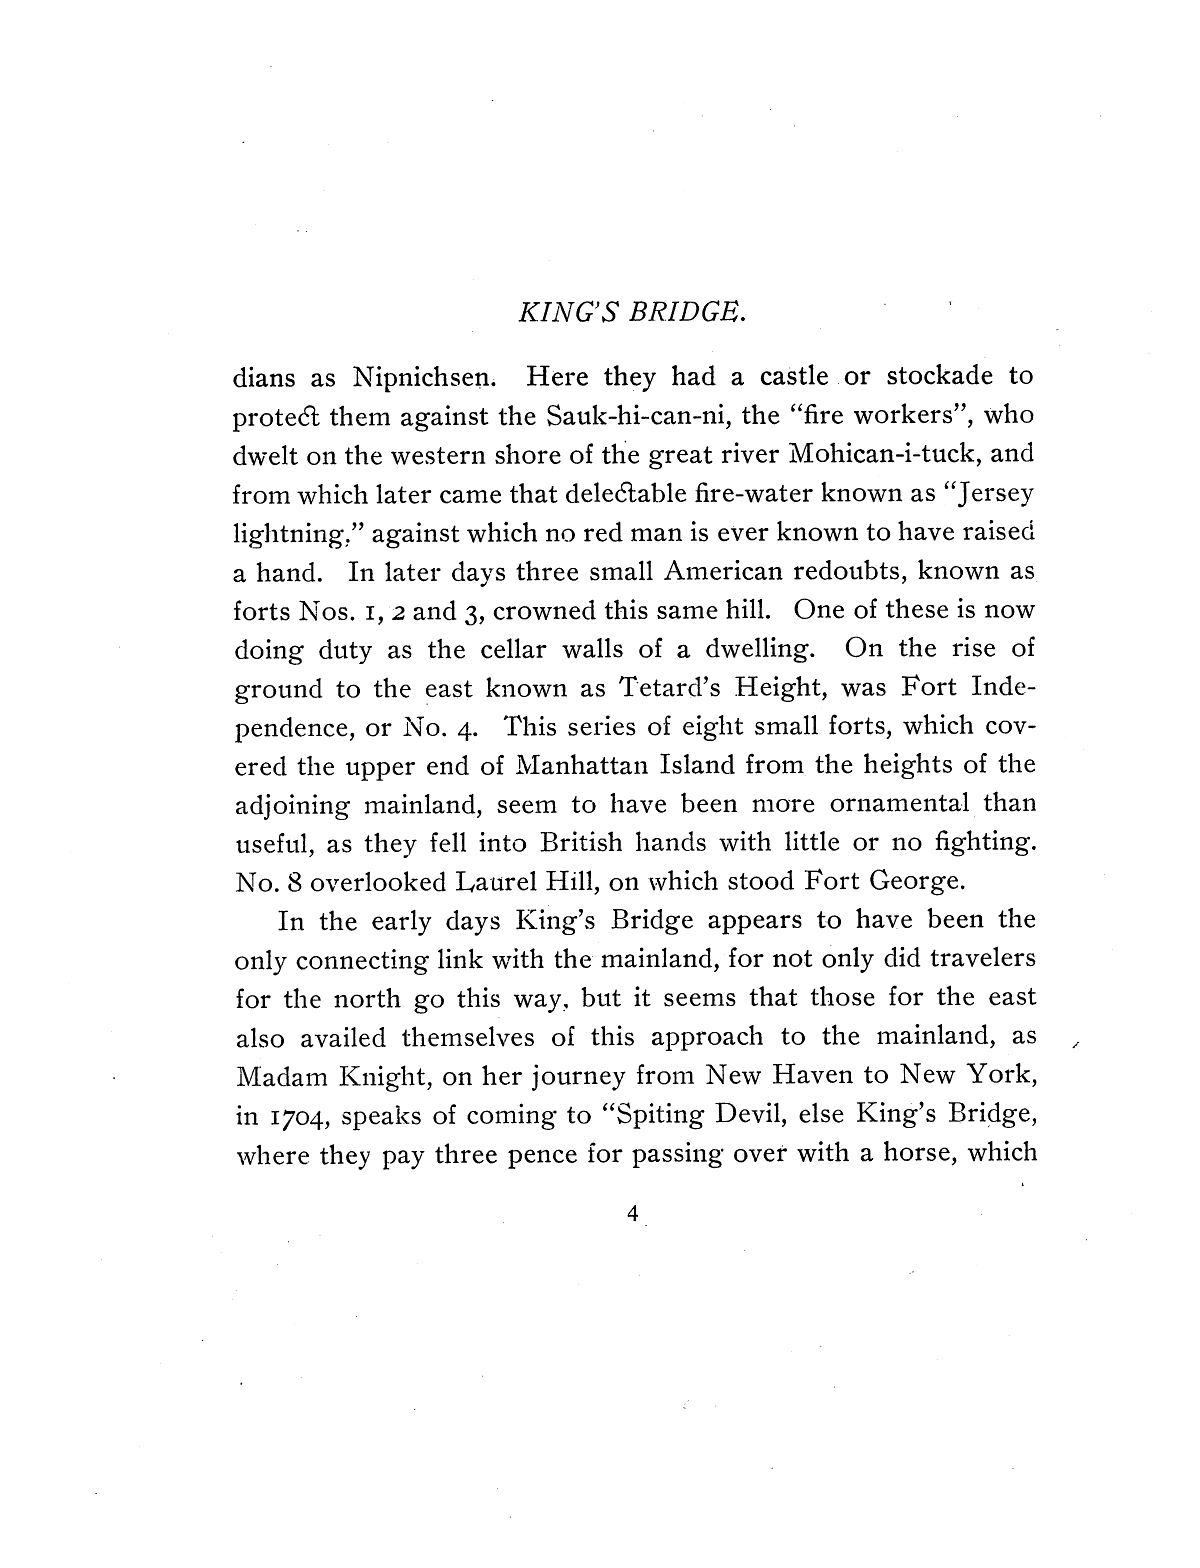 KING'S BRIDGE.
dians as Nipnichsen. Here they had a castle or stockade to
protect them against the Sauk-hi-can-ni, the “fire workers”, who
dwelt on the western shore of the great river Mohican-i-tuck, and
from which later came that delectable fire-water known as “Jersey
lightning,” against which no red man is ever known to have raised
a hand. In later days three small American redoubts, known as
forts Nos. 1, 2 and 3, crowned this same hill. One of these is now
doing duty as the cellar walls of a dwelling. On the rise of
ground to the east known as Tetard’s Height, was Fort Inde-
pendence, or No. 4. This series of eight small forts, which cov-
ered the upper end of Manhattan Island from the heights of the
adjoining mainland, seem to have been more ornamental than
useful, as they fell into British hands with little or no fighting.
No. 8 overlooked Laurel Hill, on which stood Fort George.
In the early days King’s Bridge appears to have been the
only connecting link with the mainland, for not only did travelers
for the north go this way, but it seems that those for the east
also availed themselves of this approach to the mainland, as
Madam Knight, on her journey from New Haven to New York,
in 1704, speaks of coming to “Spiting Devil, else King’s Bridge,
where they pay three pence for passing over with a horse, which
4